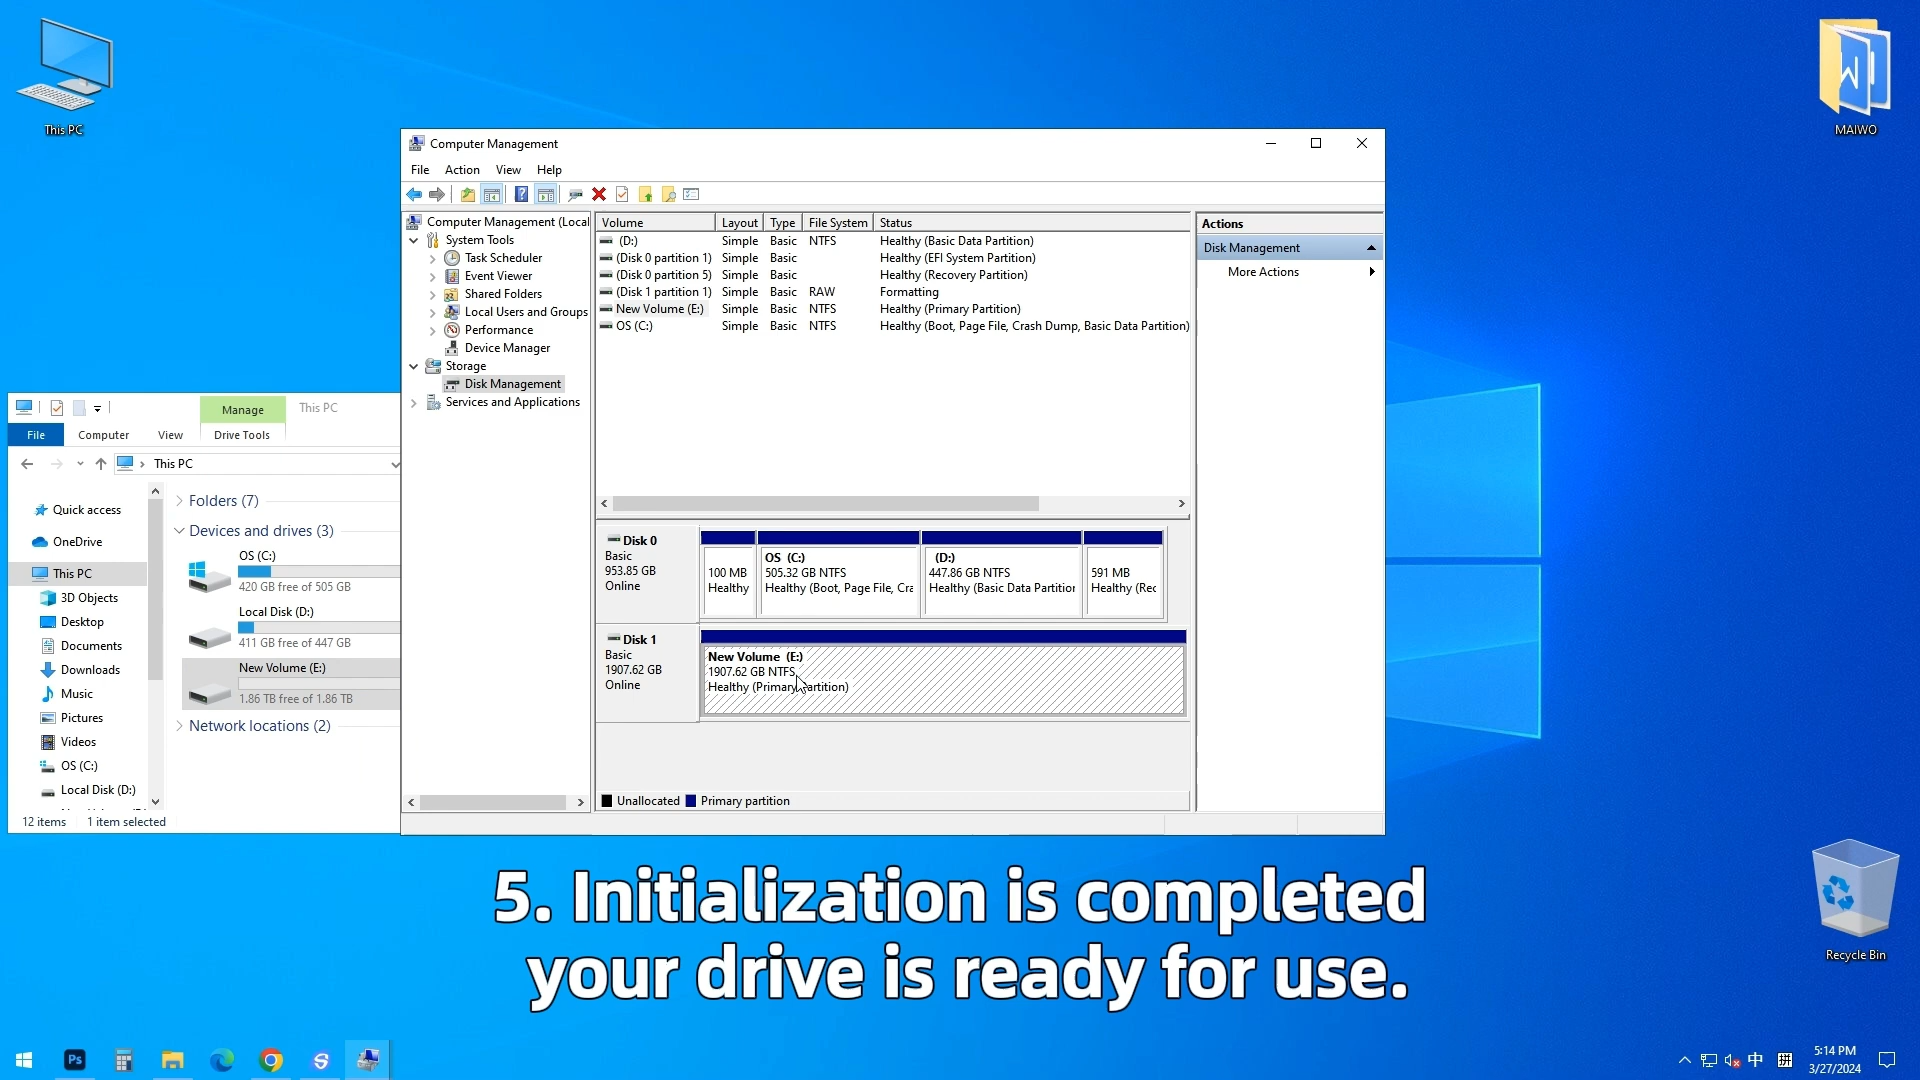 This PC
MAIWO
Computer Management
File Action View Help
Computer Management (Local
System Tools
Task Scheduler
Event Viewer
Shared Folders
Local Users and Groups
Performance
Device Manager
Storage
Disk Management
Services and Applications
Volume Layout Type File System Status
(D:) Simple Basic NTFS Healthy (Basic Data Partition)
(Disk 0 partition 1) Simple Basic Healthy (EFI System Partition)
(Disk 0 partition 5) Simple Basic Healthy (Recovery Partition)
(Disk 1 partition 1) Simple Basic RAW Formatting
New Volume (E:) Simple Basic NTFS Healthy (Primary Partition)
OS (C:) Simple Basic NTFS Healthy (Boot, Page File, Crash Dump, Basic Data Partition)
Actions
Disk Management
More Actions
Disk 0
Basic
953.85 GB
Online
100 MB
Healthy
OS (C:)
505.32 GB NTFS
Healthy (Boot, Page File, Cra
(D:)
447.86 GB NTFS
Healthy (Basic Data Partition
591 MB
Healthy (Rec
Disk 1
Basic
1907.62 GB
Online
New Volume (E:)
1907.62 GB NTFS
Healthy (Primary artition)
Unallocated Primary partition
Manage This PC
File Computer View Drive Tools
This PC
Quick access
OneDrive
This PC
3D Objects
Desktop
Documents
Downloads
Music
Pictures
Videos
OS (C:)
Local Disk (D:)
Folders (7)
Devices and drives (3)
OS (C:)
420 GB free of 505 GB
Local Disk (D:)
411 GB free of 447 GB
New Volume (E:)
1.86 TB free of 1.86 TB
Network locations (2)
12 items 1 item selected
5. Initialization is completed
your drive is ready for use.
Recycle Bin
Ps
中
拼
5:14 PM
3/27/2024